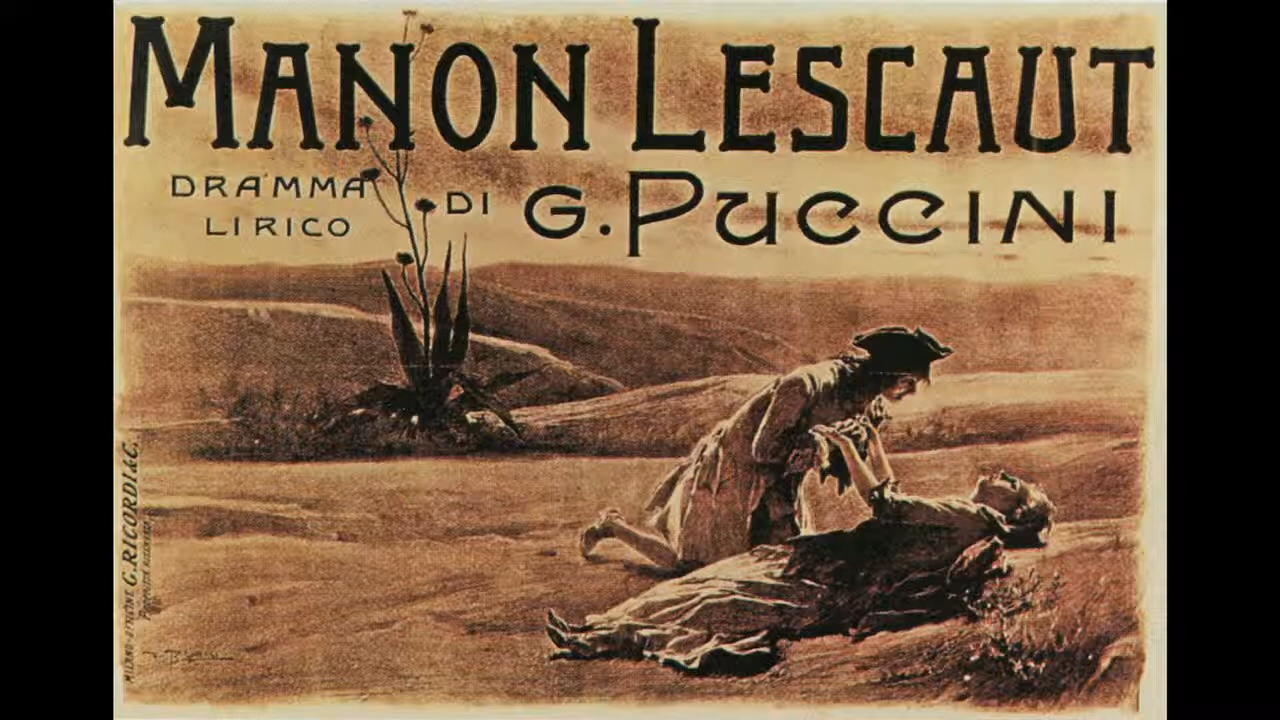 MANON LESCAUT
DRAMMA
LIRICO
DI
G. PUCCINI
G. RICORDI & C.